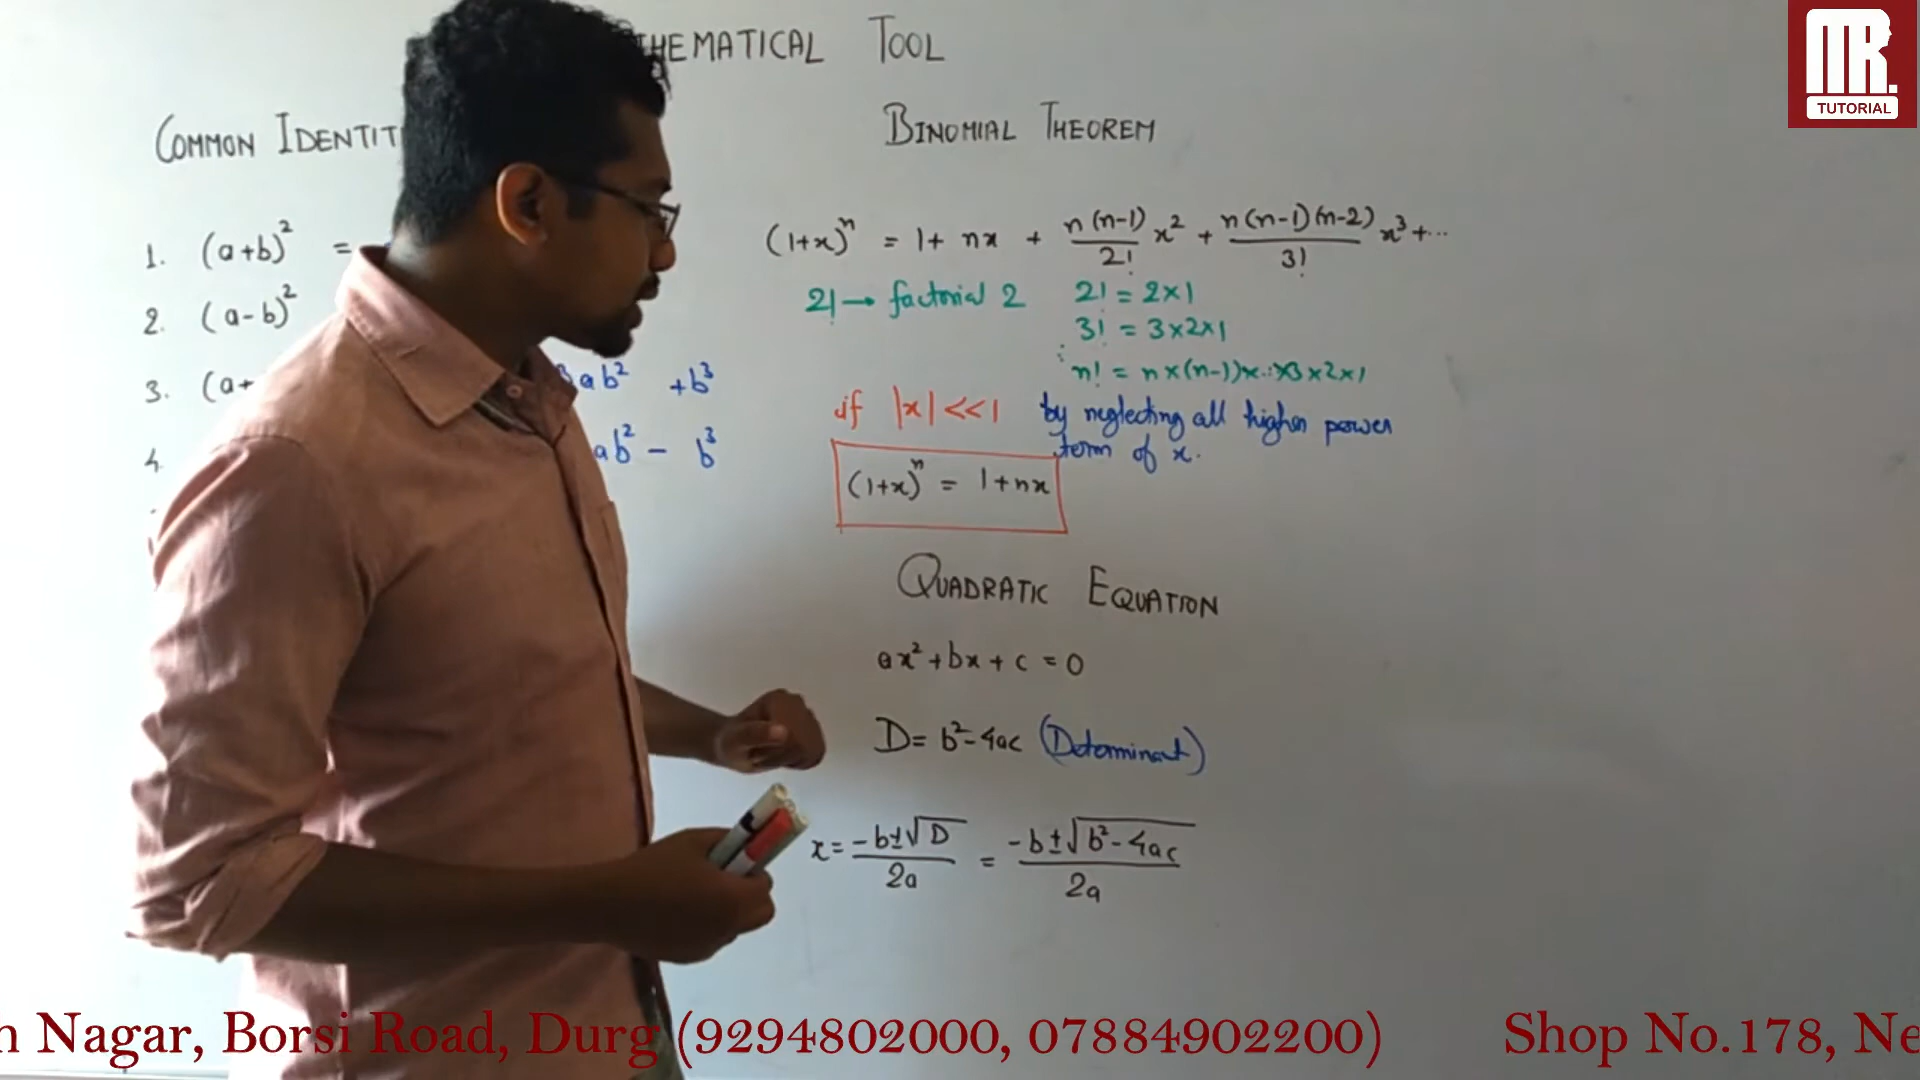 HEMATICAL TOOL
COMMON IDENTIT
1. (a+b)² =
2. (a-b)²
3. (a+ 3ab² +b³
4. ab² - b³
BINOMIAL THEOREM
(1+x)ⁿ = 1+ nx + n(n-1)/2! x² + n(n-1)(n-2)/3! x³ +...
2! → factorial 2 2! = 2×1
3! = 3×2×1
n! = n×(n-1)×...×3×2×1
if |x| <<1 by neglecting all higher power
term of x.
(1+x)ⁿ = 1+nx
QUADRATIC EQUATION
ax²+bx+c=0
D= b²-4ac (Determinant)
x = -b±√D/2a = -b±√b²-4ac/2a
MR.
TUTORIAL
n Nagar, Borsi Road, Durg (9294802000, 07884902200) Shop No.178, Ne